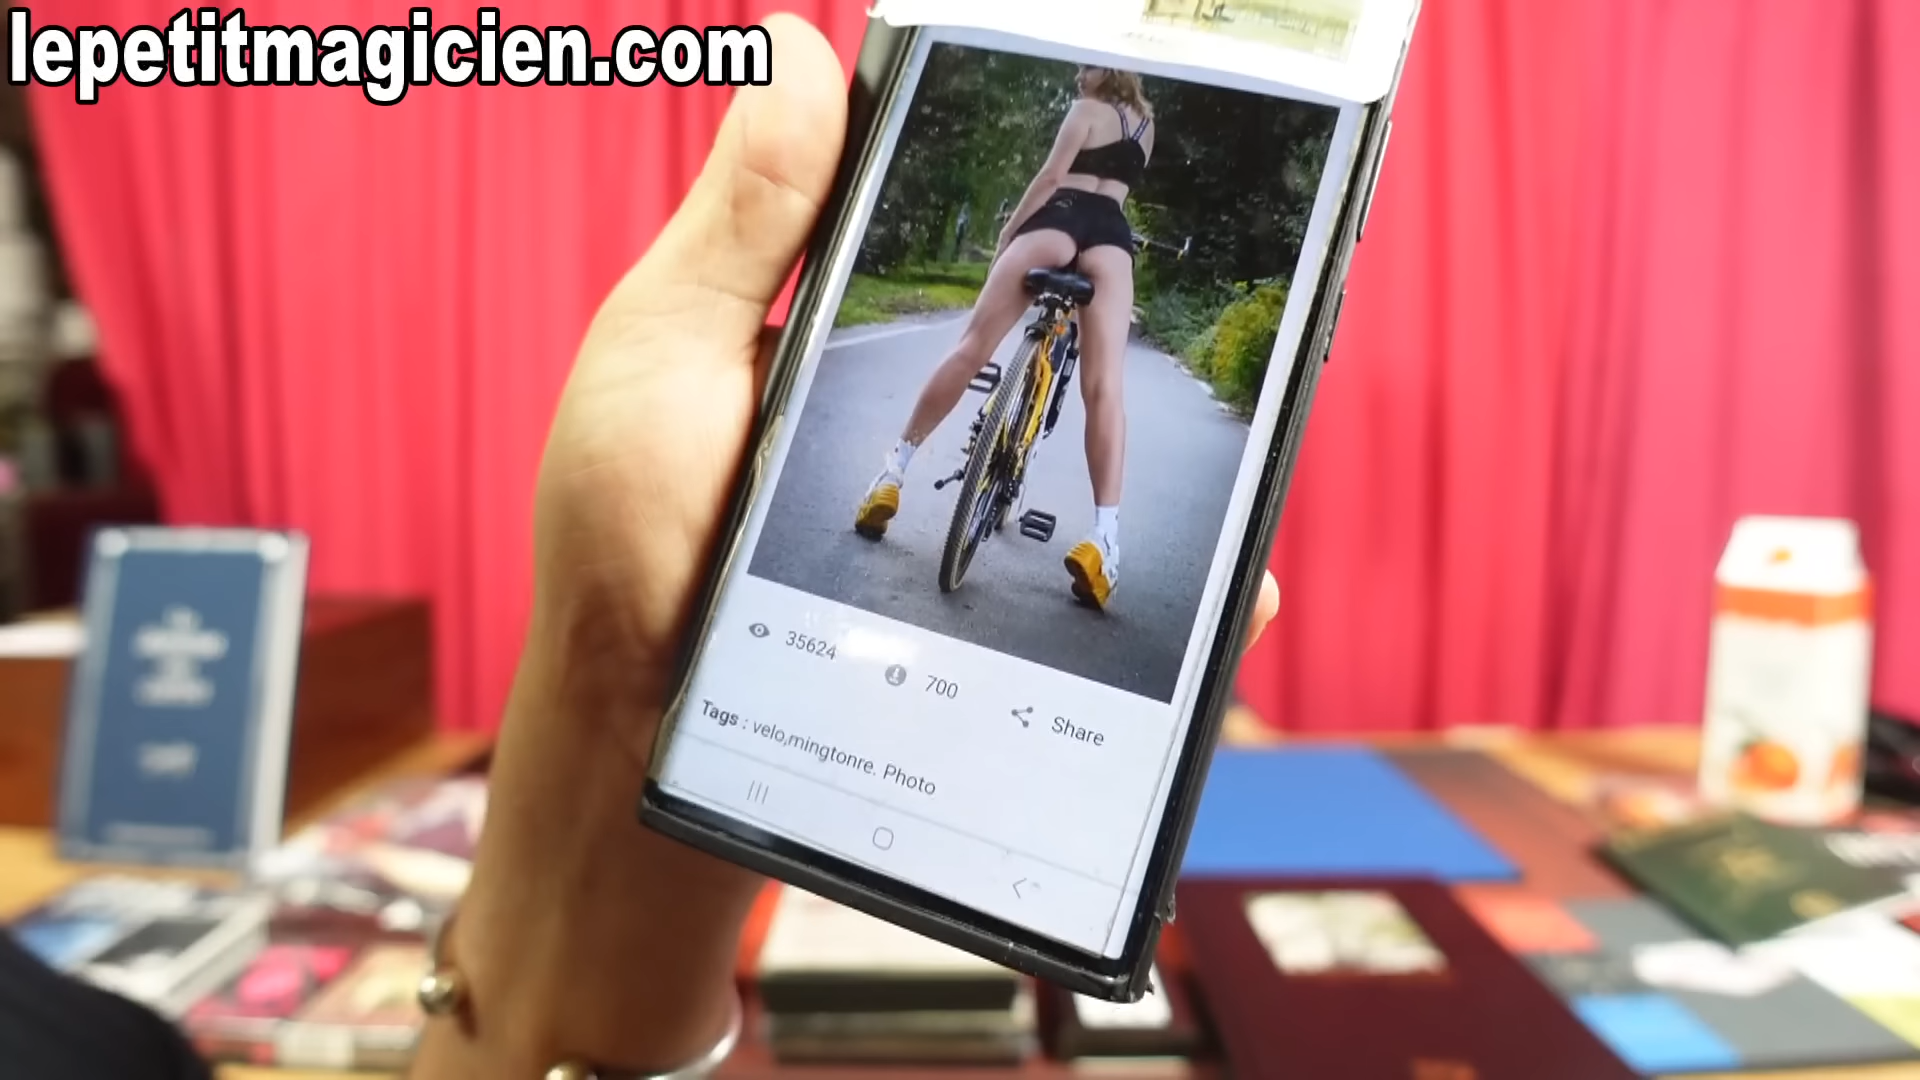 lepetitmagicien.com
35624
700
Share
Tags : velo,mingtonre. Photo